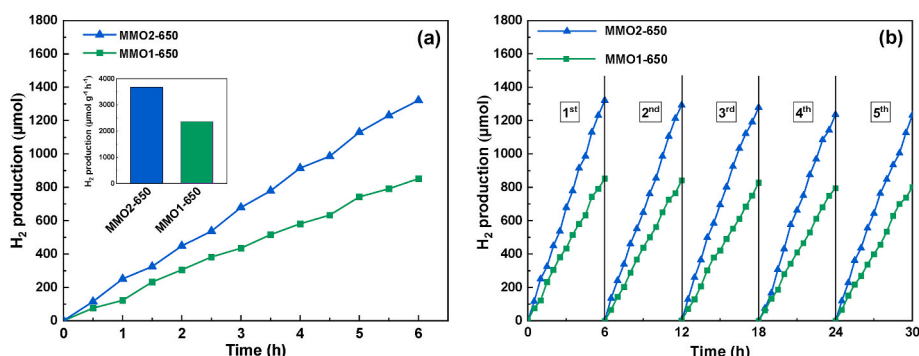 1800
1600
1400
1200
1000
800
600
400
200
0
H₂ production (μmol)
MMO2-650
MMO1-650
(a)
4000
3000
2000
1000
0
H₂ production (μmol g⁻¹ h⁻¹)
MMO2-650
MMO1-650
0 1 2 3 4 5 6
Time (h)
1800
1600
1400
1200
1000
800
600
400
200
0
H₂ production (μmol)
MMO2-650
MMO1-650
(b)
1st 2nd 3rd 4th 5th
0 6 12 18 24 30
Time (h)